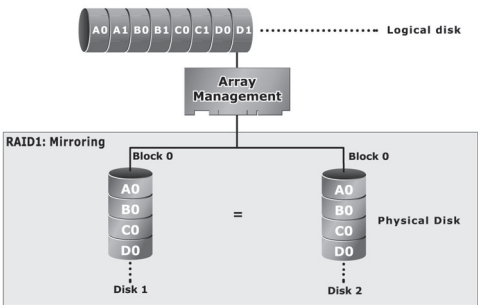 A0 A1 B0 B1 C0 C1 D0 D1 Logical disk
Array
Management
RAID1: Mirroring
Block 0 Block 0
A0 A0
B0 = B0
C0 C0 Physical Disk
D0 D0
Disk 1 Disk 2